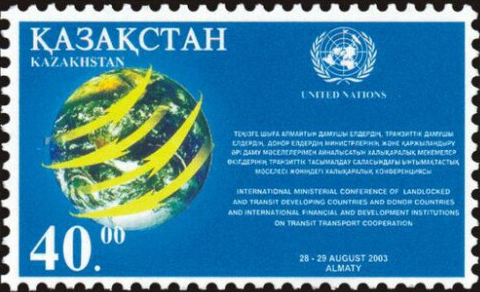 ҚАЗАҚСТАН
KAZAKHSTAN
UNITED NATIONS
ТЕҢІЗГЕ ШЫҒА АЛМАЙТЫН ДАМУШЫ ЕЛДЕРДІҢ, ТРАНЗИТТІК ДАМУШЫ
ЕЛДЕРДІҢ, ДОНОР ЕЛДЕРДІҢ МИНИСТРЛЕРІНІҢ ЖӘНЕ ҚАРЖЫЛАНДЫРУ
ӘРІ ДАМУ МӘСЕЛЕЛЕРІМЕН АЙНАЛЫСАТЫН ХАЛЫҚАРАЛЫҚ МЕКЕМЕЛЕР
ӨКІЛДЕРІНІҢ ТРАНЗИТТІК ТАСЫМАЛДАУ САЛАСЫНДАҒЫ ЫНТЫМАҚТАСТЫҚ
МӘСЕЛЕСІ ЖӨНІНДЕГІ ХАЛЫҚАРАЛЫҚ КОНФЕРЕНЦИЯСЫ
INTERNATIONAL MINISTERIAL CONFERENCE OF LANDLOCKED
AND TRANSIT DEVELOPING COUNTRIES AND DONOR COUNTRIES
AND INTERNATIONAL FINANCIAL AND DEVELOPMENT INSTITUTIONS
ON TRANSIT TRANSPORT COOPERATION
28 - 29 AUGUST 2003
ALMATY
40.00